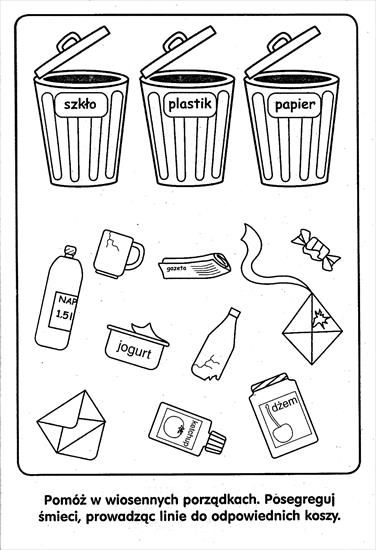 szkło
plastik
papier
gazeta
NAP
1,5 l
jogurt
ketchup
dżem
Pomóż w wiosennych porządkach. Posegreguj
śmieci, prowadząc linie do odpowiednich koszy.